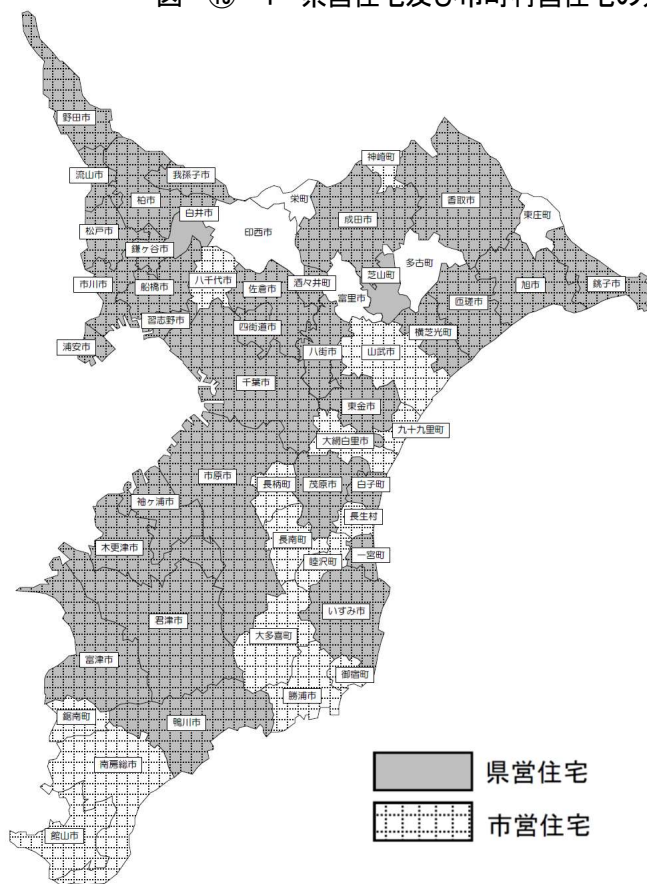 県営住宅及び市町村営住宅の
野田市
神崎町
流山市
我孫子市
栄町
香取市
柏市
成田市
白井市
東庄町
松戸市
印西市
多古町
鎌ヶ谷市
八千代市
酒々井町
芝山町
旭市
銚子市
市川市
船橋市
佐倉市
富里市
匝瑳市
習志野市
四街道市
横芝光町
浦安市
八街市
山武市
千葉市
東金市
九十九里町
大網白里市
市原市
長柄町
茂原市
白子町
袖ヶ浦市
長生村
長南町
木更津市
睦沢町
一宮町
いすみ市
君津市
大多喜町
富津市
御宿町
勝浦市
鋸南町
鴨川市
南房総市
館山市
県営住宅
市営住宅